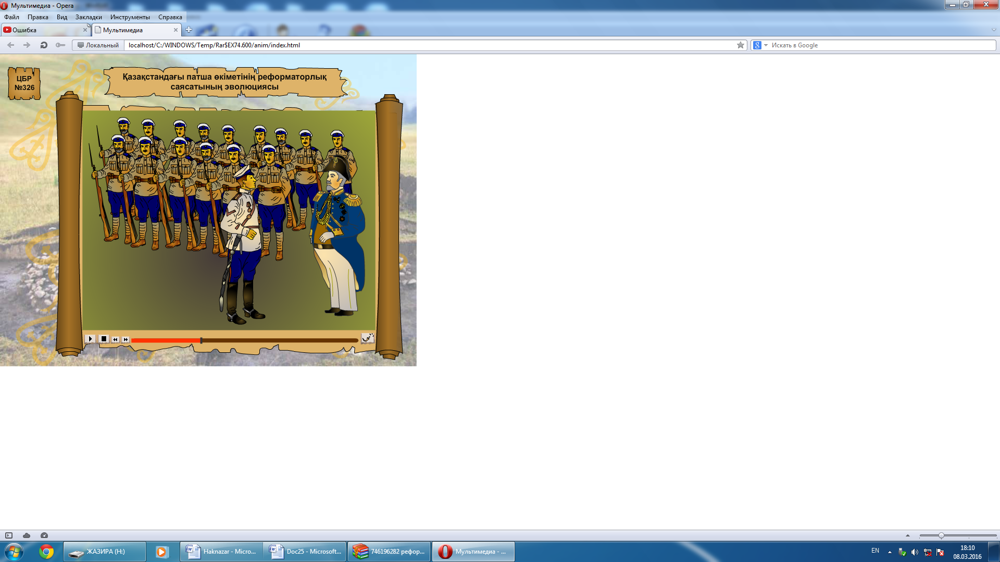 Мультимедиа - Opera
Файл Правка Вид Закладки Инструменты Справка
Ошибка
Мультимедиа
Локальный
localhost/C:/WINDOWS/Temp/Rar$EX74.600/anim/index.html
Искать в Google
ЦБР
№326
Қазақстандағы патша өкіметінің реформаторлық
саясатының эволюциясы
ЖАЗИРА (H:)
Haknazar - Micro...
Doc25 - Microsoft...
746196282 рефор...
Мультимедиа - ...
EN
18:10
08.03.2016